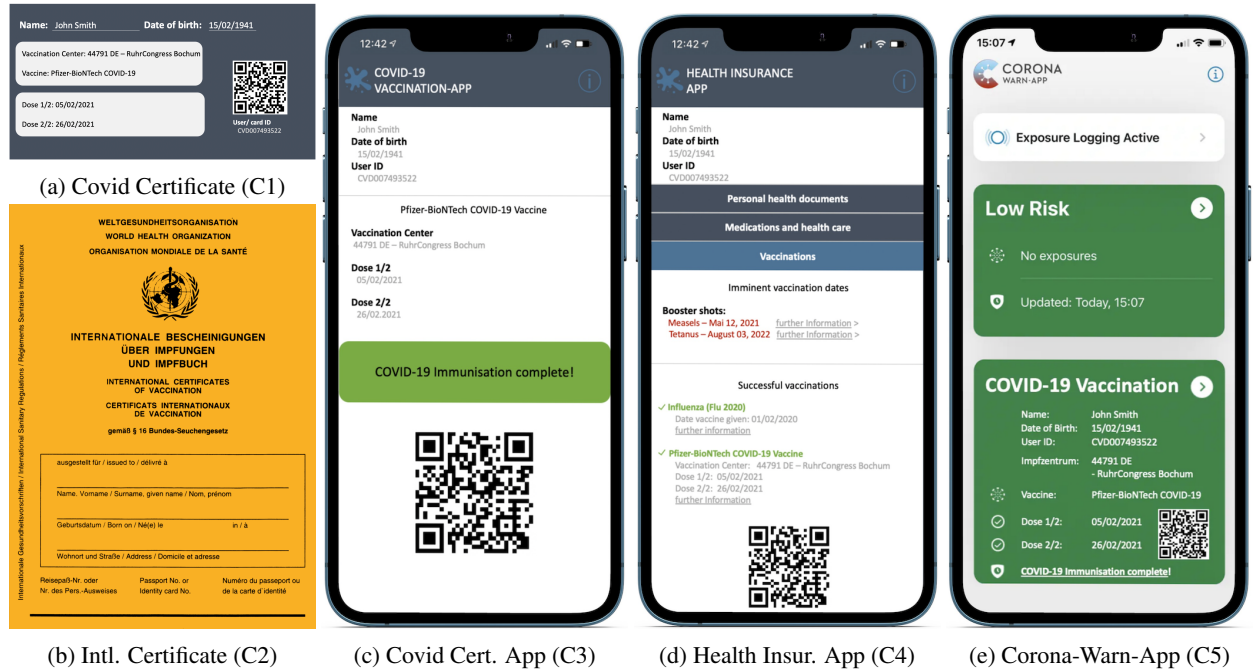 Name: John Smith Date of birth: 15/02/1941
Vaccination Center: 44791 DE – RuhrCongress Bochum
Vaccine: Pfizer-BioNTech COVID-19
Dose 1/2: 05/02/2021
Dose 2/2: 26/02/2021
User/ card ID
CVD007493522
(a) Covid Certificate (C1)
WELTGESUNDHEITSORGANISATION
WORLD HEALTH ORGANIZATION
ORGANISATION MONDIALE DE LA SANTÉ
INTERNATIONALE BESCHEINIGUNGEN
ÜBER IMPFUNGEN
UND IMPFBUCH
INTERNATIONAL CERTIFICATES
OF VACCINATION
CERTIFICATS INTERNATIONAUX
DE VACCINATION
gemäß § 16 Bundes-Seuchengesetz
ausgestellt für / issued to / délivré à
Name. Vorname / Surname, given name / Nom, prénom
Geburtsdatum / Born on / Né(e) le in / à
Wohnort und Straße / Address / Domicile et adresse
Reisepaß-Nr. oder Passport No. or Numéro du passeport ou
Nr. des Pers.-Ausweises Identity card No. de la carte d'identité
Internationale Gesundheitsvorschriften / International Sanitary Regulations / Règlements Sanitaires Internationaux
(b) Intl. Certificate (C2)
12:42
COVID-19
VACCINATION-APP
Name
John Smith
Date of birth
15/02/1941
User ID
CVD007493522
Pfizer-BioNTech COVID-19 Vaccine
Vaccination Center
44791 DE – RuhrCongress Bochum
Dose 1/2
05/02/2021
Dose 2/2
26/02.2021
COVID-19 Immunisation complete!
(c) Covid Cert. App (C3)
12:42
HEALTH INSURANCE
APP
Name
John Smith
Date of birth
15/02/1941
User ID
CVD007493522
Personal health documents
Medications and health care
Vaccinations
Imminent vaccination dates
Booster shots:
Measels – Mai 12, 2021 further Information >
Tetanus – August 03, 2022 further Information >
Successful vaccinations
✓ Influenza (Flu 2020)
Date vaccine given: 01/02/2020
further information
✓ Pfizer-BioNTech COVID-19 Vaccine
Vaccination Center: 44791 DE – RuhrCongress Bochum
Dose 1/2: 05/02/2021
Dose 2/2: 26/02/2021
further Information
(d) Health Insur. App (C4)
15:07
CORONA
WARN-APP
Exposure Logging Active
Low Risk
No exposures
Updated: Today, 15:07
COVID-19 Vaccination
Name: John Smith
Date of Birth: 15/02/1941
User ID: CVD007493522
Impfzentrum: 44791 DE
- RuhrCongress Bochum
Vaccine: Pfizer-BioNTech COVID-19
Dose 1/2: 05/02/2021
Dose 2/2: 26/02/2021
COVID-19 Immunisation complete!
(e) Corona-Warn-App (C5)